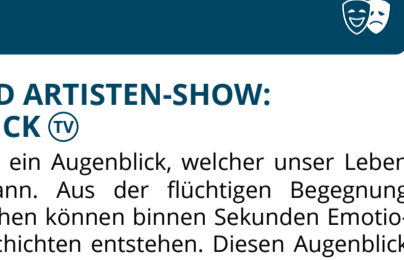 D ARTISTEN-SHOW:
CK TV
ein Augenblick, welcher unser Leben
ann. Aus der flüchtigen Begegnung
hen können binnen Sekunden Emotio-
chichten entstehen. Diesen Augenblick